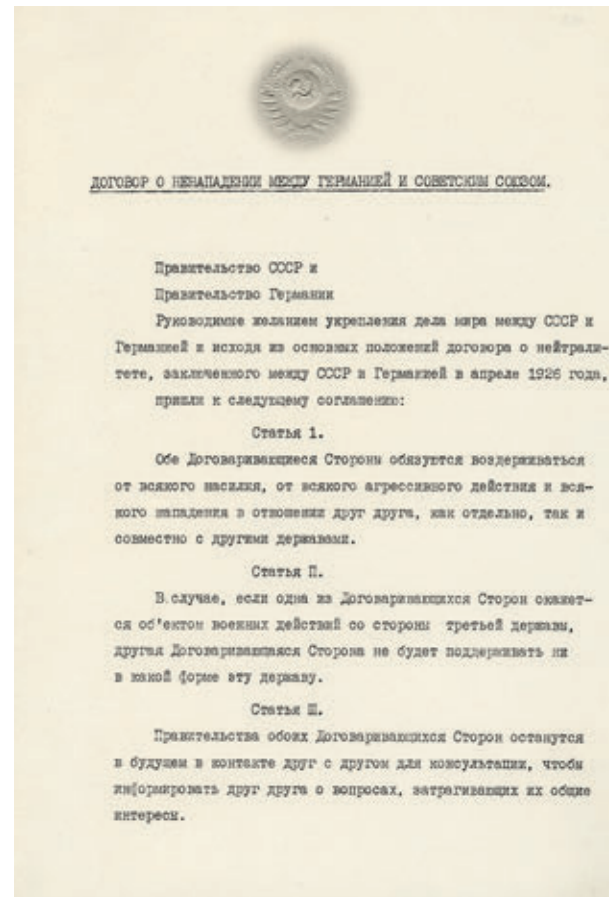 ДОГОВОР О НЕНАПАДЕНИИ МЕЖДУ ГЕРМАНИЕЙ И СОВЕТСКИМ СОЮЗОМ.
Правительство СССР и
Правительство Германии
Руководимые желанием укрепления дела мира между СССР и
Германией и исходя из основных положений договора о нейтрали-
тете, заключенного между СССР и Германией в апреле 1926 года,
пришли к следующему соглашению:
Статья 1.
Обе Договаривающиеся Стороны обязуются воздерживаться
от всякого насилия, от всякого агрессивного действия и вся-
кого нападения в отношении друг друга, как отдельно, так и
совместно с другими державами.
Статья П.
В случае, если одна из Договаривающихся Сторон окажет-
ся об'ектом военных действий со стороны третьей державы,
другая Договаривающаяся Сторона не будет поддерживать ни
в какой форме эту державу.
Статья Ш.
Правительства обоих Договаривающихся Сторон останутся
в будущем в контакте друг с другом для консультации, чтобы
информировать друг друга о вопросах, затрагивающих их общие
интересы.